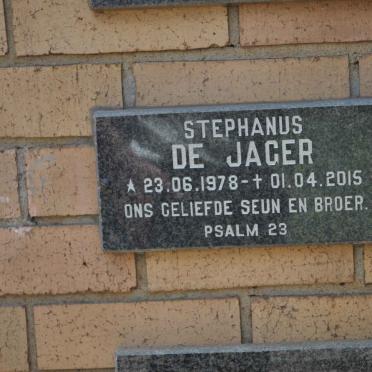 STEPHANUS
DE JAGER
★ 23.06.1978 - ✝ 01.04.2015
ONS GELIEFDE SEUN EN BROER.
PSALM 23